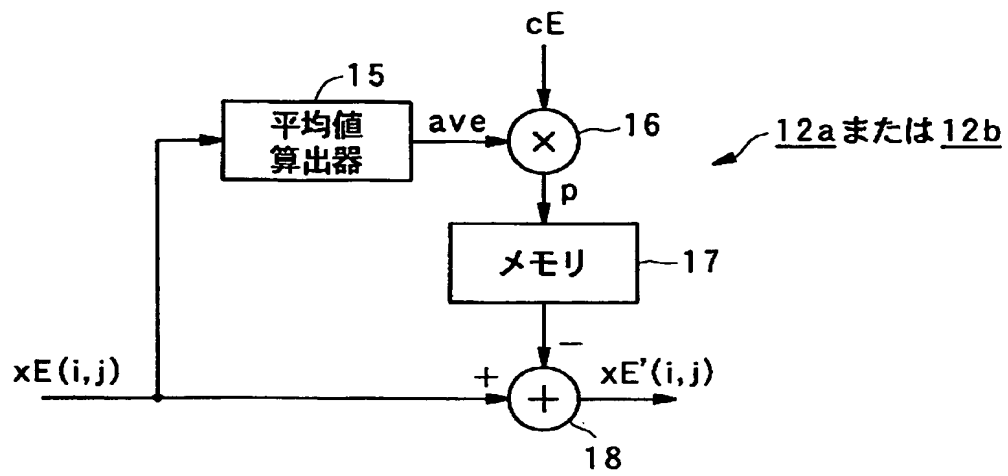 cE
15
平均値
算出器
ave
×
16
12aまたは12b
p
メモリ
17
−
xE(i,j)
+
+
xE'(i,j)
18